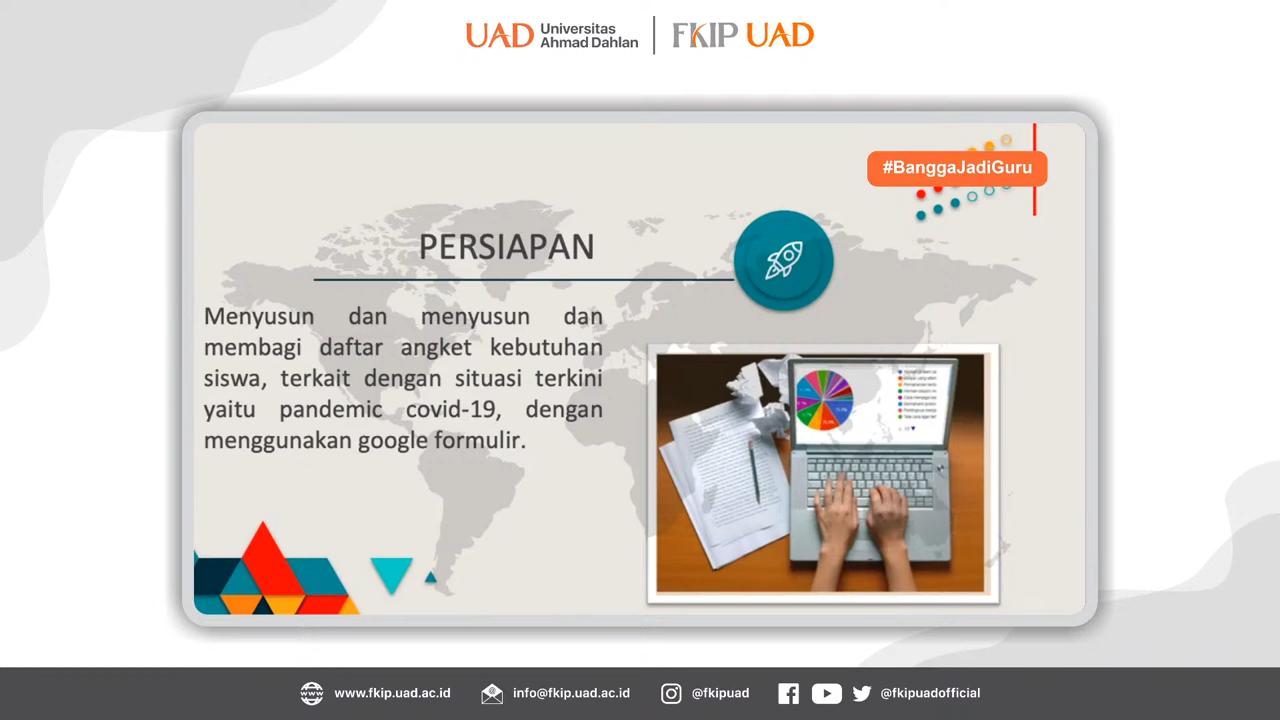 UAD Universitas
Ahmad Dahlan
FKIP UAD
#BanggaJadiGuru
PERSIAPAN
Menyusun dan menyusun dan
membagi daftar angket kebutuhan
siswa, terkait dengan situasi terkini
yaitu pandemic covid-19, dengan
menggunakan google formulir.
www.fkip.uad.ac.id
info@fkip.uad.ac.id
@fkipuad
@fkipuadofficial